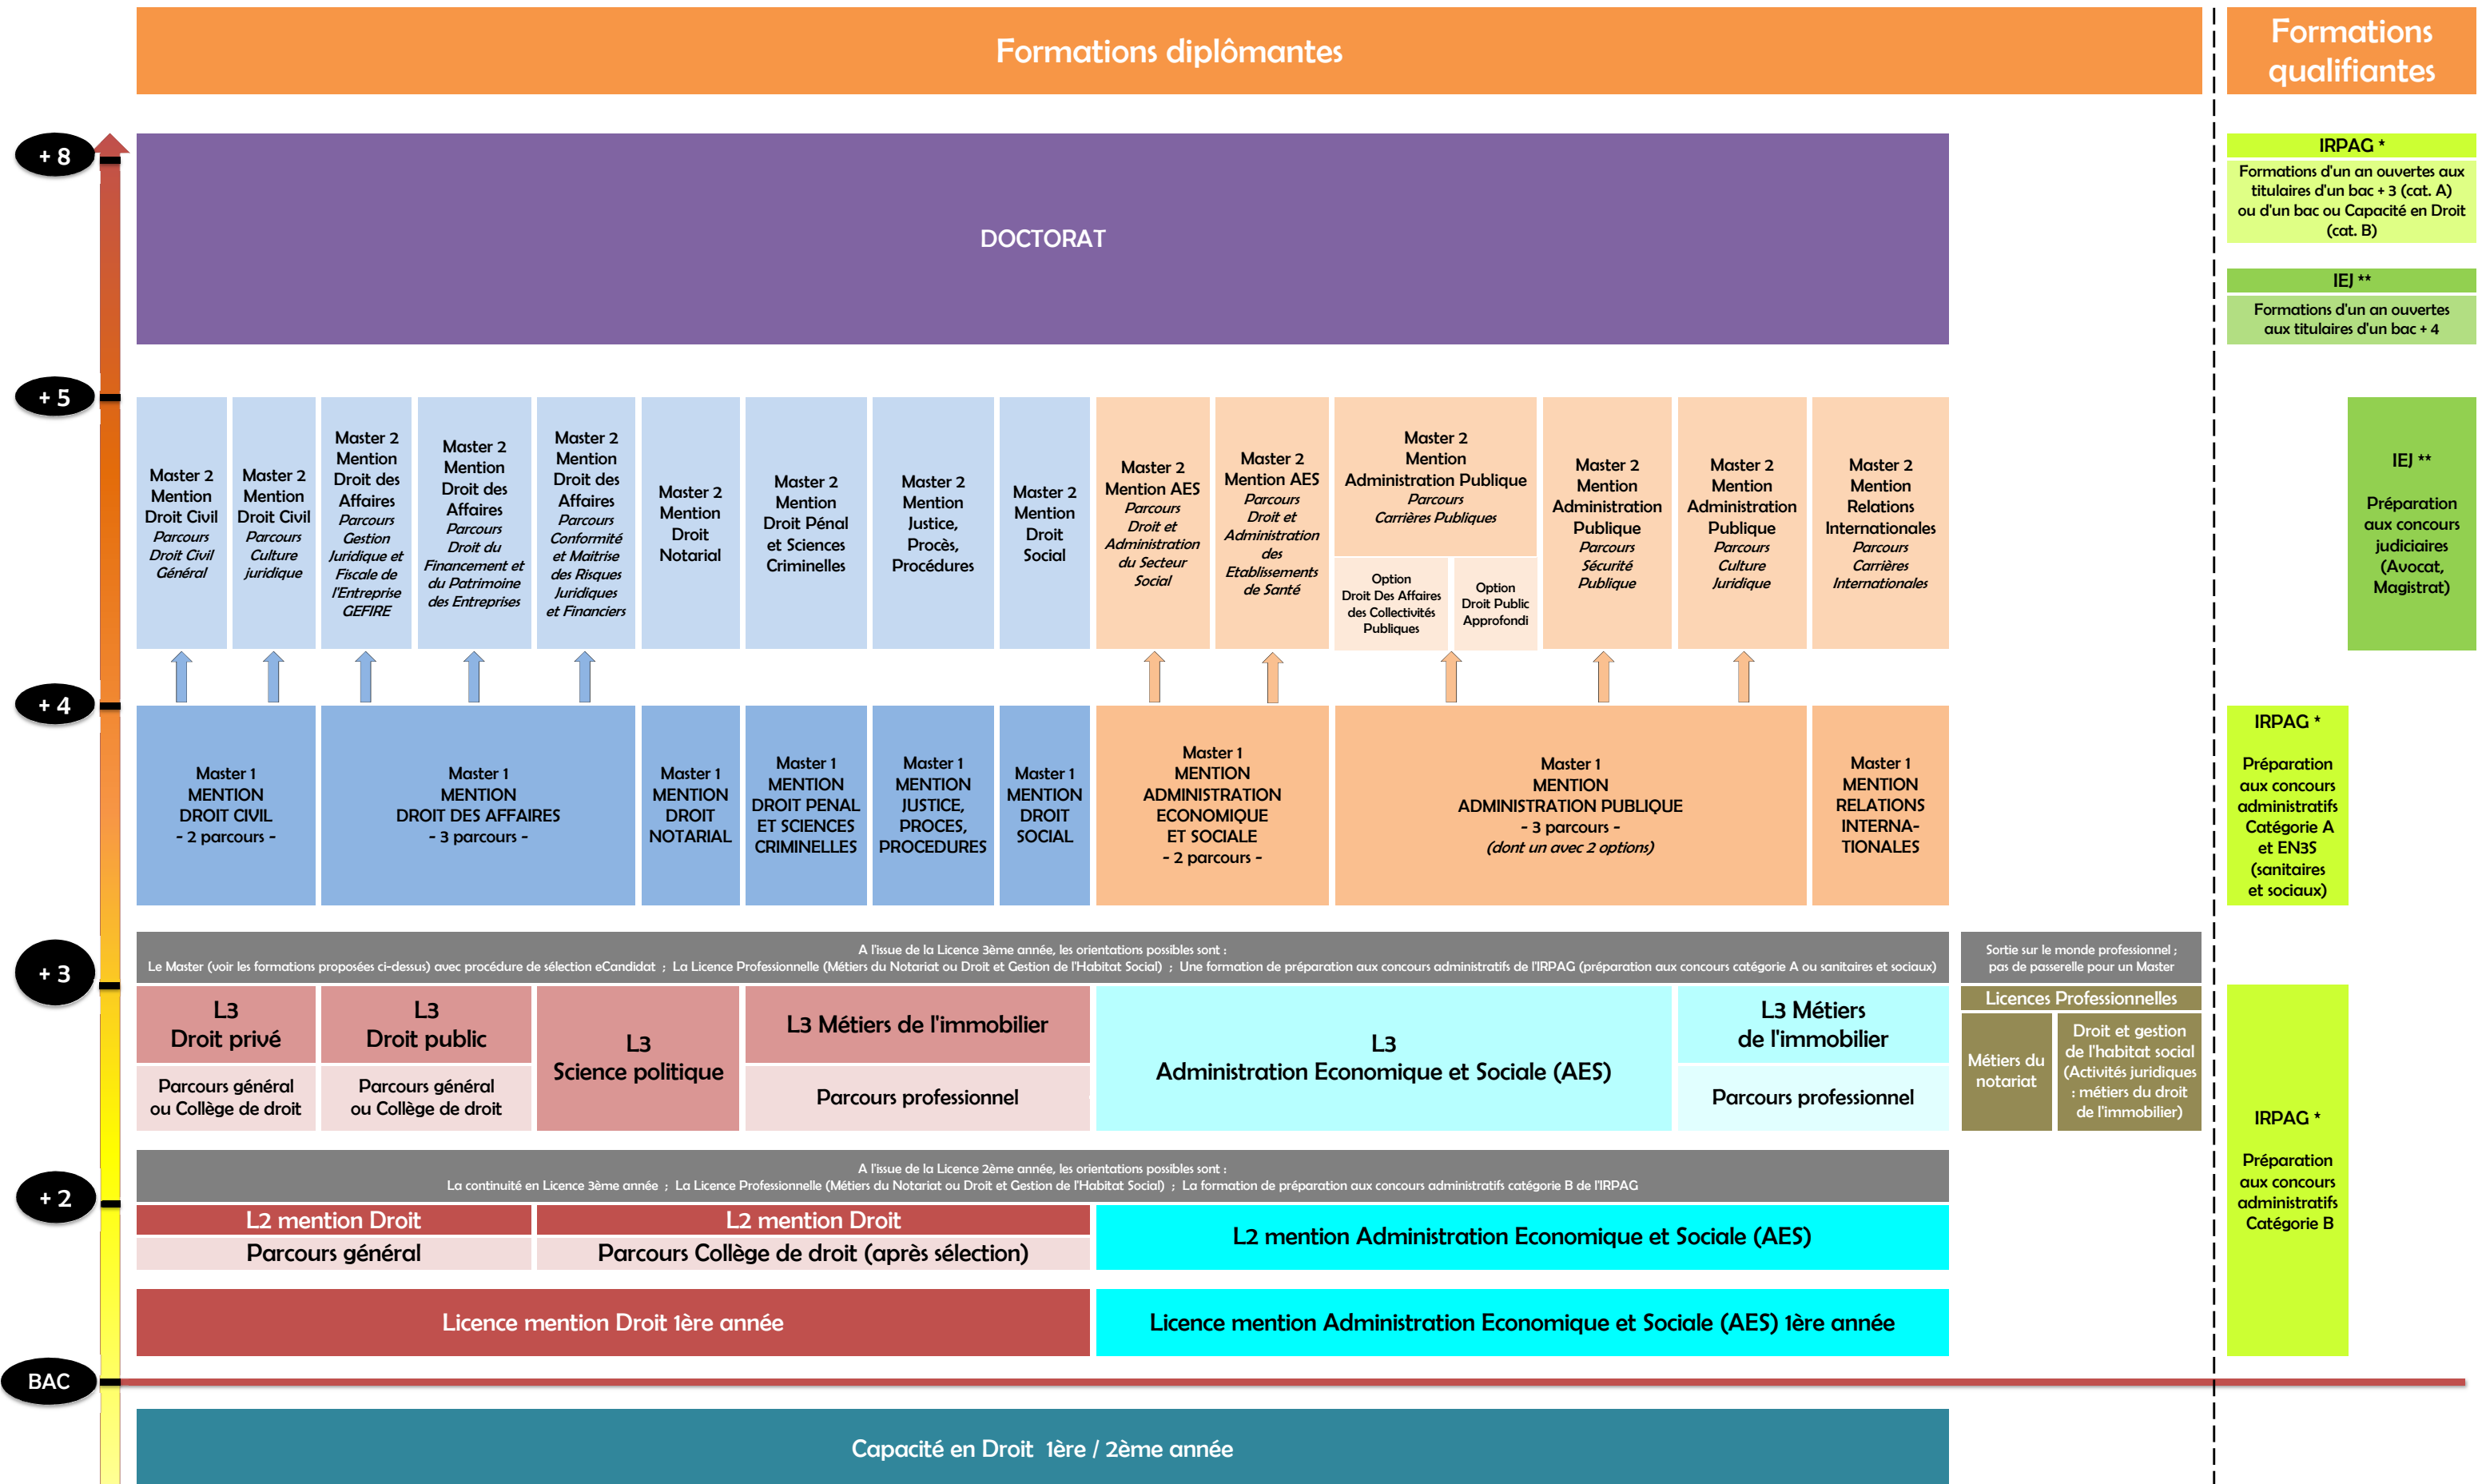 Formations diplômantes
Formations
qualifiantes
+ 8
DOCTORAT
IRPAG *
Formations d'un an ouvertes aux
titulaires d'un bac + 3 (cat. A)
ou d'un bac ou Capacité en Droit
(cat. B)
IEJ **
Formations d'un an ouvertes
aux titulaires d'un bac + 4
+ 5
Master 2
Mention
Droit Civil
Parcours
Droit Civil
Général
Master 2
Mention
Droit Civil
Parcours
Culture
juridique
Master 2
Mention
Droit des
Affaires
Parcours
Gestion
Juridique et
Fiscale de
l'Entreprise
GEFIRE
Master 2
Mention
Droit des
Affaires
Parcours
Droit du
Financement et
du Patrimoine
des Entreprises
Master 2
Mention
Droit des
Affaires
Parcours
Conformité
et Maitrise
des Risques
Juridiques
et Financiers
Master 2
Mention
Droit
Notarial
Master 2
Mention
Droit Pénal
et Sciences
Criminelles
Master 2
Mention
Justice,
Procès,
Procédures
Master 2
Mention
Droit
Social
Master 2
Mention AES
Parcours
Droit et
Administration
du Secteur
Social
Master 2
Mention AES
Parcours
Droit et
Administration
des
Etablissements
de Santé
Master 2
Mention
Administration Publique
Parcours
Carrières Publiques
Option
Droit Des Affaires
des Collectivités
Publiques
Option
Droit Public
Approfondi
Master 2
Mention
Administration
Publique
Parcours
Sécurité
Publique
Master 2
Mention
Administration
Publique
Parcours
Culture
Juridique
Master 2
Mention
Relations
Internationales
Parcours
Carrières
Internationales
IEJ **
Préparation
aux concours
judiciaires
(Avocat,
Magistrat)
+ 4
Master 1
MENTION
DROIT CIVIL
- 2 parcours -
Master 1
MENTION
DROIT DES AFFAIRES
- 3 parcours -
Master 1
MENTION
DROIT
NOTARIAL
Master 1
MENTION
DROIT PENAL
ET SCIENCES
CRIMINELLES
Master 1
MENTION
JUSTICE,
PROCES,
PROCEDURES
Master 1
MENTION
DROIT
SOCIAL
Master 1
MENTION
ADMINISTRATION
ECONOMIQUE
ET SOCIALE
- 2 parcours -
Master 1
MENTION
ADMINISTRATION PUBLIQUE
- 3 parcours -
(dont un avec 2 options)
Master 1
MENTION
RELATIONS
INTERNA-
TIONALES
IRPAG *
Préparation
aux concours
administratifs
Catégorie A
et EN3S
(sanitaires
et sociaux)
+ 3
A l'issue de la Licence 3ème année, les orientations possibles sont :
Le Master (voir les formations proposées ci-dessus) avec procédure de sélection eCandidat ; La Licence Professionnelle (Métiers du Notariat ou Droit et Gestion de l'Habitat Social) ; Une formation de préparation aux concours administratifs de l'IRPAG (préparation aux concours catégorie A ou sanitaires et sociaux)
Sortie sur le monde professionnel ;
pas de passerelle pour un Master
L3
Droit privé
Parcours général
ou Collège de droit
L3
Droit public
Parcours général
ou Collège de droit
L3
Science politique
L3 Métiers de l'immobilier
Parcours professionnel
L3
Administration Economique et Sociale (AES)
L3 Métiers
de l'immobilier
Parcours professionnel
Licences Professionnelles
Métiers du
notariat
Droit et gestion
de l'habitat social
(Activités juridiques
: métiers du droit
de l'immobilier)
IRPAG *
Préparation
aux concours
administratifs
Catégorie B
+ 2
A l'issue de la Licence 2ème année, les orientations possibles sont :
La continuité en Licence 3ème année ; La Licence Professionnelle (Métiers du Notariat ou Droit et Gestion de l'Habitat Social) ; La formation de préparation aux concours administratifs catégorie B de l'IRPAG
L2 mention Droit
Parcours général
L2 mention Droit
Parcours Collège de droit (après sélection)
L2 mention Administration Economique et Sociale (AES)
Licence mention Droit 1ère année
Licence mention Administration Economique et Sociale (AES) 1ère année
BAC
Capacité en Droit 1ère / 2ème année